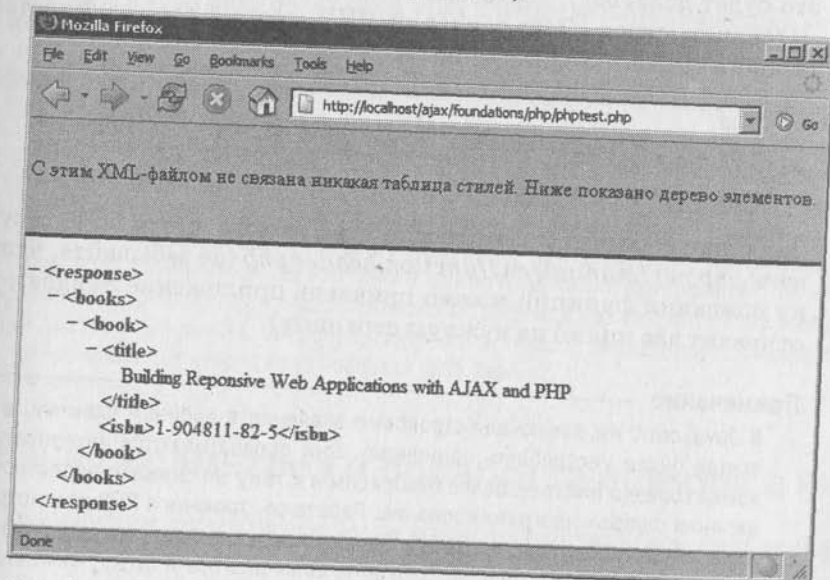 Mozilla Firefox
File Edit View Go Bookmarks Tools Help
http://localhost/ajax/foundations/php/phptest.php
Go
С этим XML-файлом не связана никакая таблица стилей. Ниже показано дерево элементов.
− <response>
− <books>
− <book>
− <title>
Building Reponsive Web Applications with AJAX and PHP
</title>
<isbn>1-904811-82-5</isbn>
</book>
</books>
</response>
Done